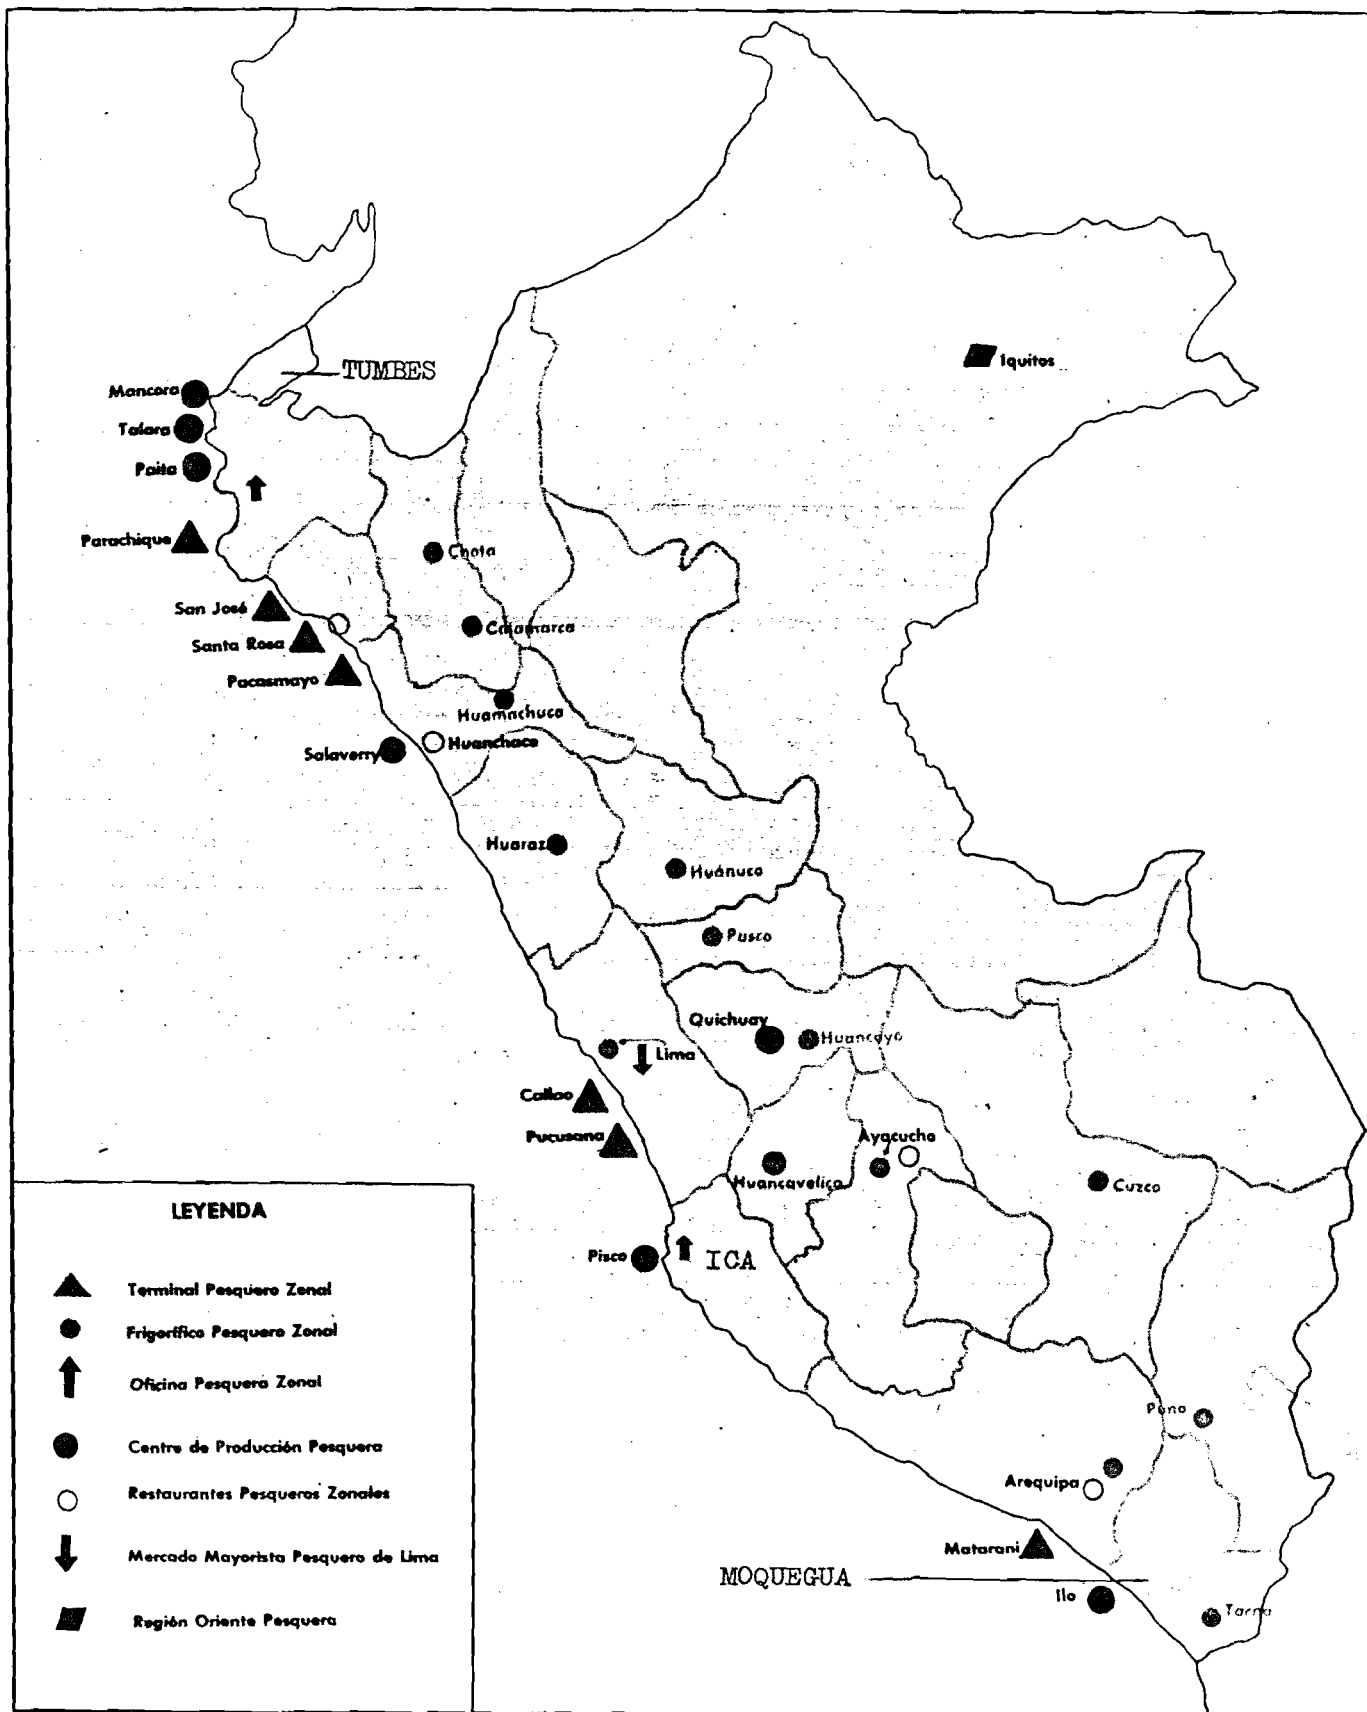 TUMBES
Iquitos
Mancora
Talara
Paita
Parachique
Chota
San José
Santa Rosa
Cajamarca
Pacasmayo
Huamachuco
Huanchaco
Salaverry
Huaraz
Huánuco
Pasco
Quichuay
Huancayo
Lima
Callao
Pucusana
Ayacucho
Huancavelica
Cuzco
Pisco
ICA
Puno
Arequipa
Matarani
MOQUEGUA
Ilo
Tacna
LEYENDA
Terminal Pesquero Zonal
Frigorífico Pesquero Zonal
Oficina Pesquera Zonal
Centro de Producción Pesquera
Restaurantes Pesqueros Zonales
Mercado Mayorista Pesquero de Lima
Región Oriente Pesquera